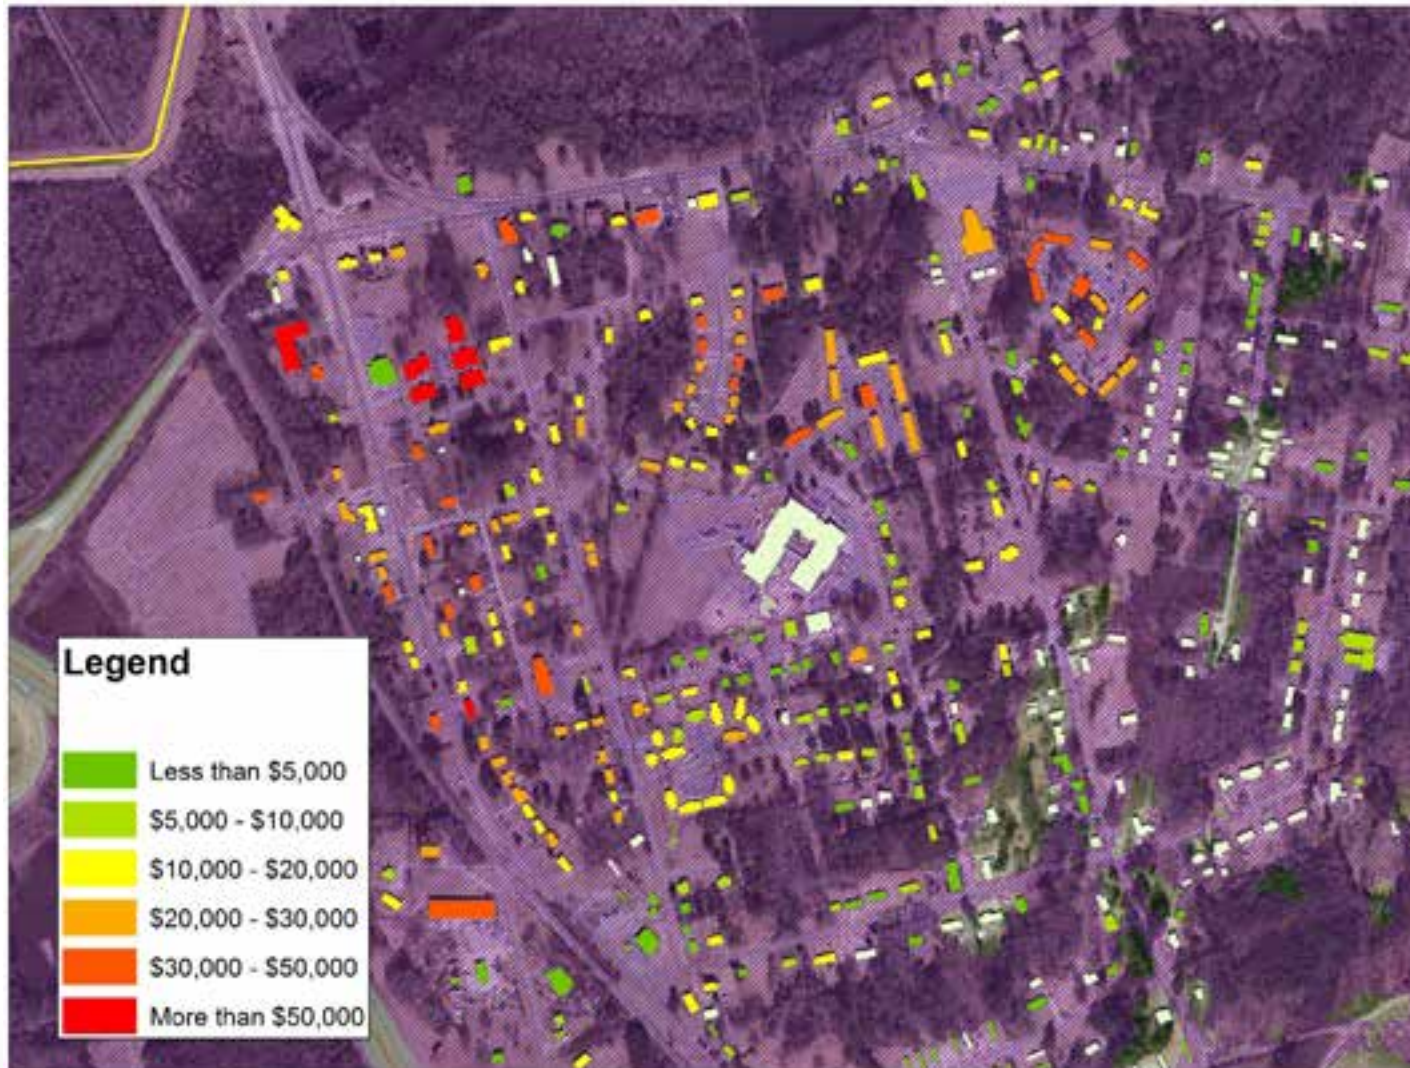 Legend
Less than $5,000
$5,000 - $10,000
$10,000 - $20,000
$20,000 - $30,000
$30,000 - $50,000
More than $50,000